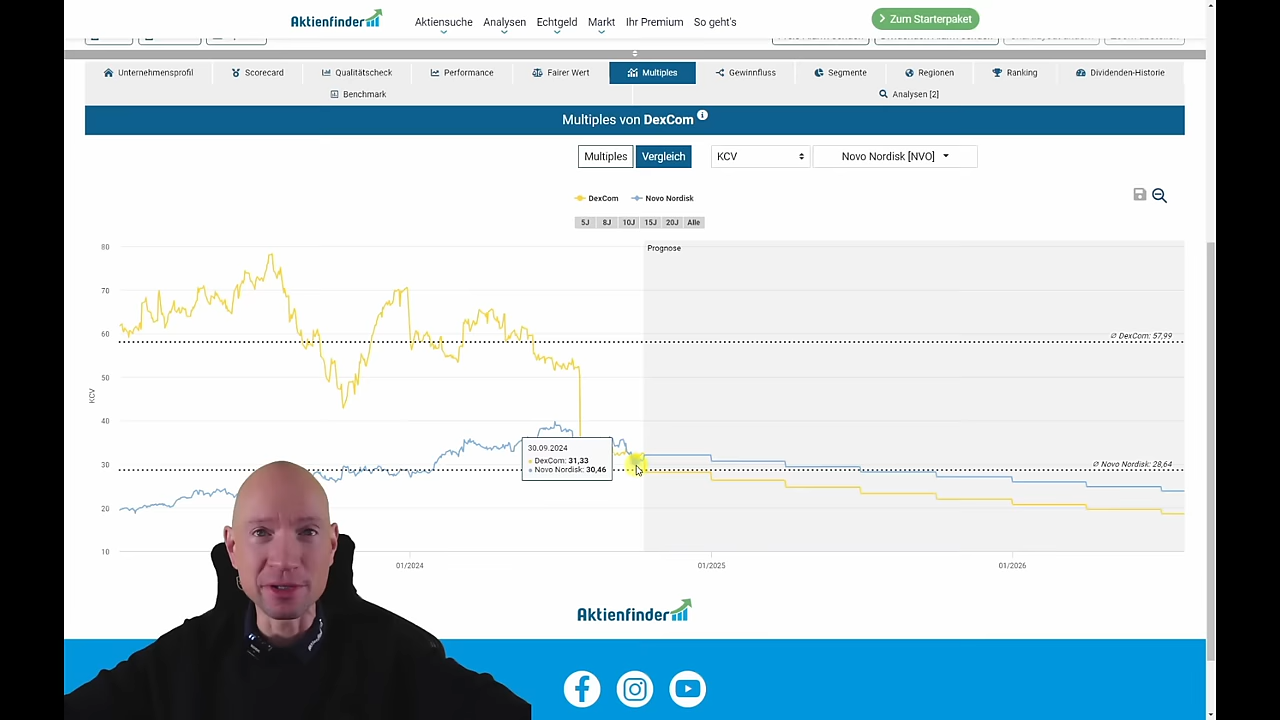 Aktienfinder
Aktiensuche
Analysen
Echtgeld
Markt
Ihr Premium
So geht's
Zum Starterpaket
Unternehmensprofil
Scorecard
Qualitätscheck
Performance
Fairer Wert
Multiples
Gewinnfluss
Segmente
Regionen
Ranking
Dividenden-Historie
Benchmark
Analysen [2]
Multiples von DexCom
Multiples
Vergleich
KCV
Novo Nordisk [NVO]
DexCom
Novo Nordisk
5J
8J
10J
15J
20J
Alle
Prognose
80
70
60
50
40
30
20
10
KCV
Ø DexCom: 57,99
Ø Novo Nordisk: 28,64
30.09.2024
DexCom: 31,33
Novo Nordisk: 30,46
01/2024
01/2025
01/2026
Aktienfinder